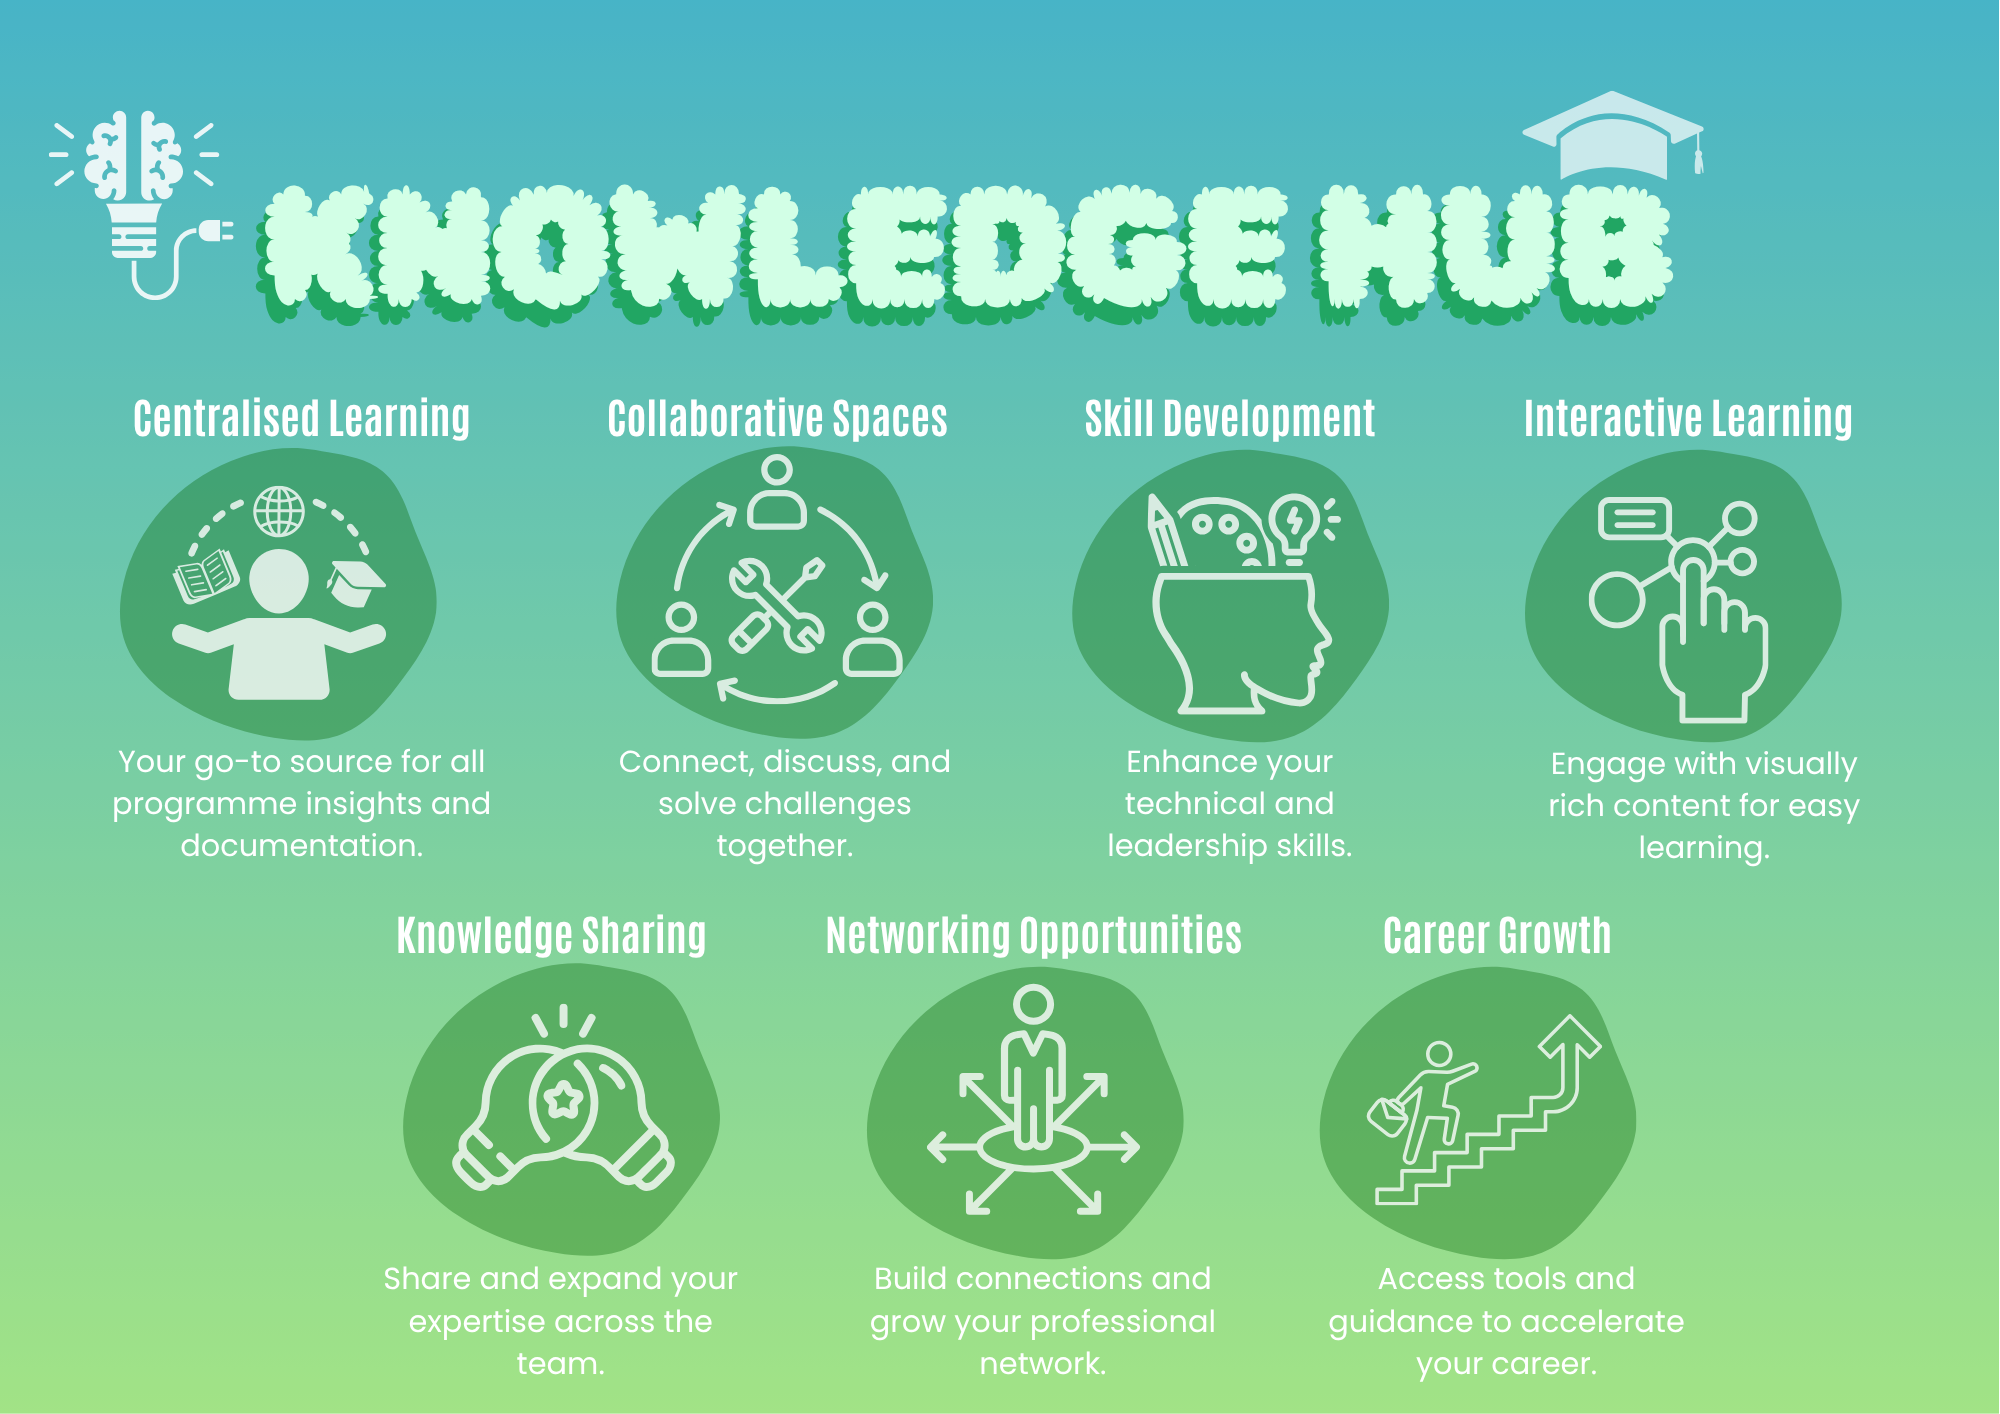 KNOWLEDGE HUB
Centralised Learning
Your go-to source for all
programme insights and
documentation.
Collaborative Spaces
Connect, discuss, and
solve challenges
together.
Skill Development
Enhance your
technical and
leadership skills.
Interactive Learning
Engage with visually
rich content for easy
learning.
Knowledge Sharing
Share and expand your
expertise across the
team.
Networking Opportunities
Build connections and
grow your professional
network.
Career Growth
Access tools and
guidance to accelerate
your career.